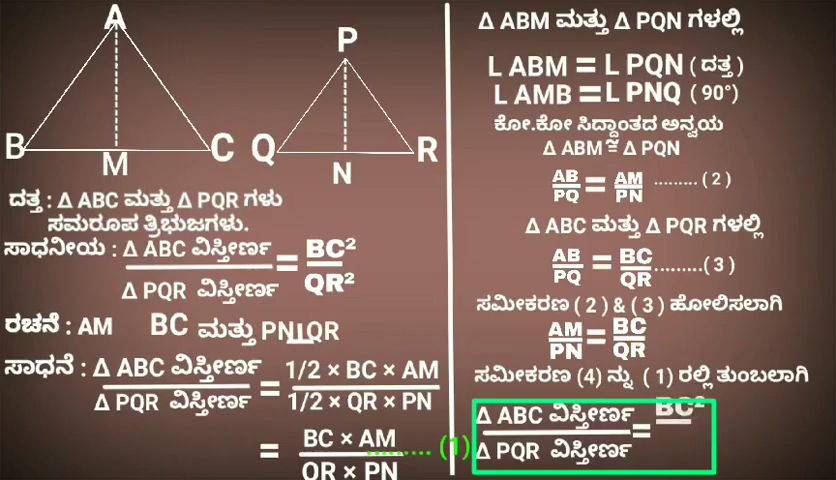 A
B
M
C
P
Q
N
R
ದತ್ತ : Δ ABC ಮತ್ತು Δ PQR ಗಳು
ಸಮರೂಪ ತ್ರಿಭುಜಗಳು.
ಸಾಧನೀಯ : Δ ABC ವಿಸ್ತೀರ್ಣ = BC²
Δ PQR ವಿಸ್ತೀರ್ಣ QR²
ರಚನೆ : AM BC ಮತ್ತು PN⊥QR
ಸಾಧನೆ : Δ ABC ವಿಸ್ತೀರ್ಣ = 1/2 × BC × AM
Δ PQR ವಿಸ್ತೀರ್ಣ 1/2 × QR × PN
= BC × AM ......... (1)
QR × PN
Δ ABM ಮತ್ತು Δ PQN ಗಳಲ್ಲಿ
L ABM = L PQN ( ದತ್ತ )
L AMB = L PNQ ( 90° )
ಕೋ.ಕೋ ಸಿದ್ಧಾಂತದ ಅನ್ವಯ
Δ ABM ≅ Δ PQN
AB = AM ......... ( 2 )
PQ PN
Δ ABC ಮತ್ತು Δ PQR ಗಳಲ್ಲಿ
AB = BC .........( 3 )
PQ QR
ಸಮೀಕರಣ ( 2 ) & ( 3 ) ಹೋಲಿಸಲಾಗಿ
AM = BC
PN QR
ಸಮೀಕರಣ (4) ನ್ನು ( 1 ) ರಲ್ಲಿ ತುಂಬಲಾಗಿ
Δ ABC ವಿಸ್ತೀರ್ಣ = BC²
Δ PQR ವಿಸ್ತೀರ್ಣ